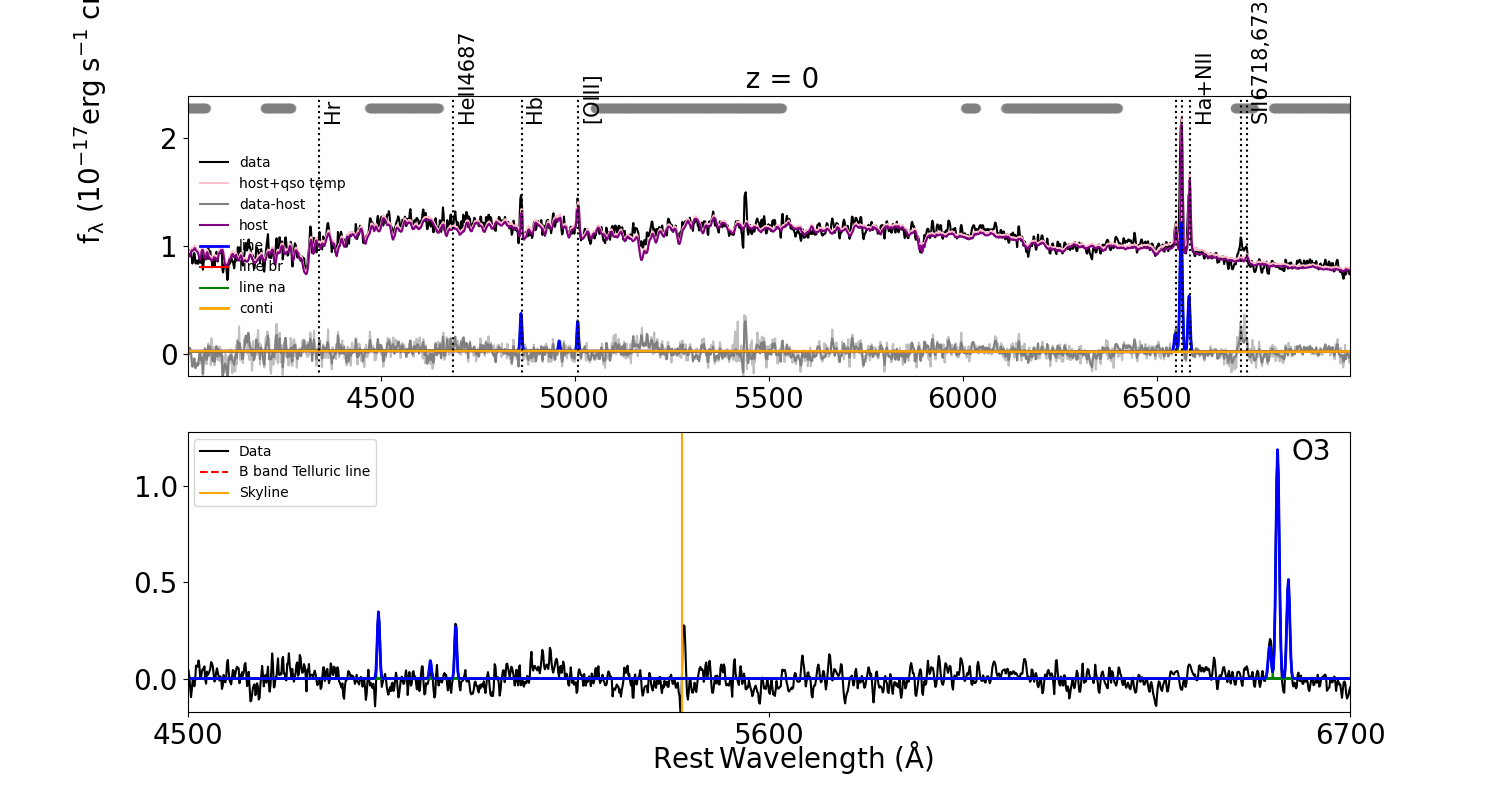 f_λ (10^−17 erg s^−1
z = 0
Hr
HeII4687
Hb
[OIII]
Ha+NII
SII6718,673
2
1
0
data
host+qso temp
data-host
host
line
line br
line na
conti
4500 5000 5500 6000 6500
O3
Data
B band Telluric line
Skyline
1.0
0.5
0.0
4500 5600 6700
Rest Wavelength (Å)